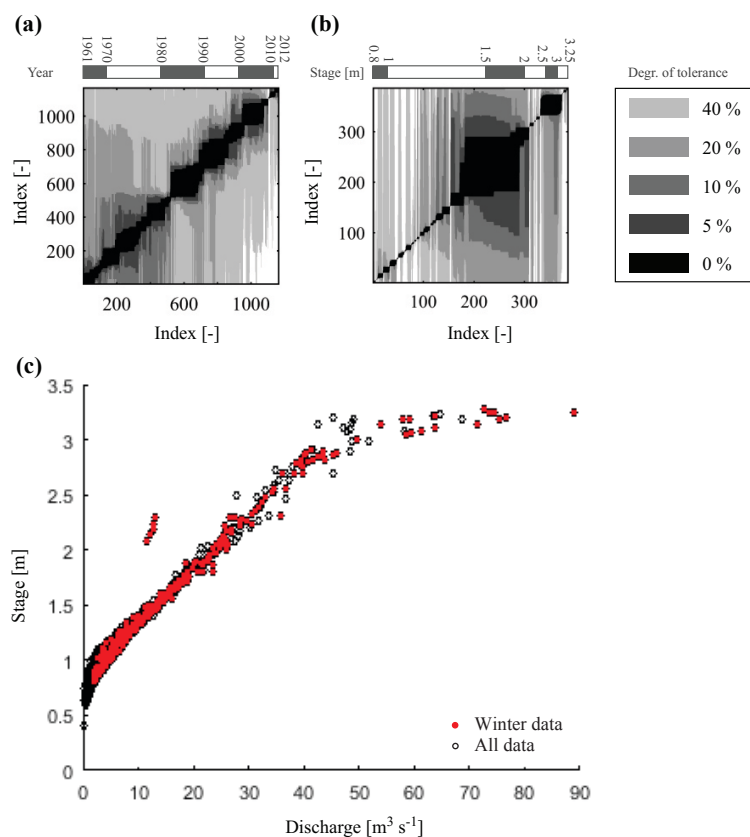 (a)
1961
1970
1980
1990
2000
2010
2012
Year
1000
800
600
400
200
Index [-]
200
600
1000
Index [-]
(b)
0.8
1
1.5
2
2.5
3
3.25
Stage [m]
300
200
100
Index [-]
100
200
300
Index [-]
Degr. of tolerance
40 %
20 %
10 %
5 %
0 %
(c)
3.5
3
2.5
2
1.5
1
0.5
0
Stage [m]
Winter data
All data
0 10 20 30 40 50 60 70 80 90
Discharge [m³ s⁻¹]